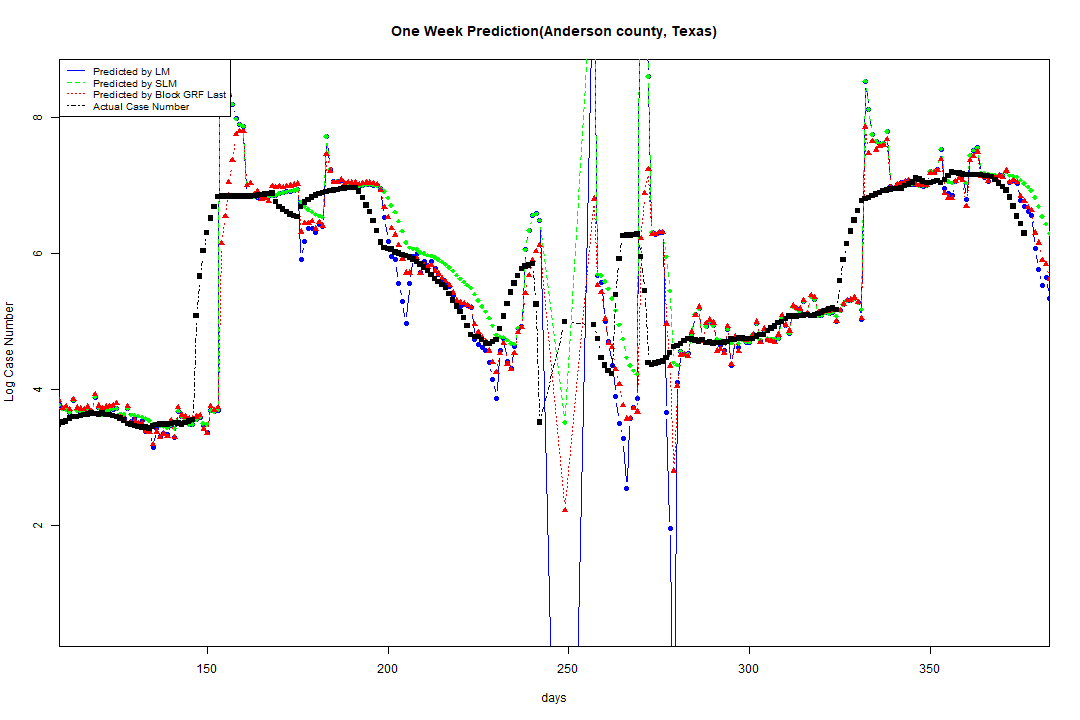 One Week Prediction(Anderson county, Texas)
Predicted by LM
Predicted by SLM
Predicted by Block GRF Last
Actual Case Number
8
6
4
2
Log Case Number
150 200 250 300 350
days